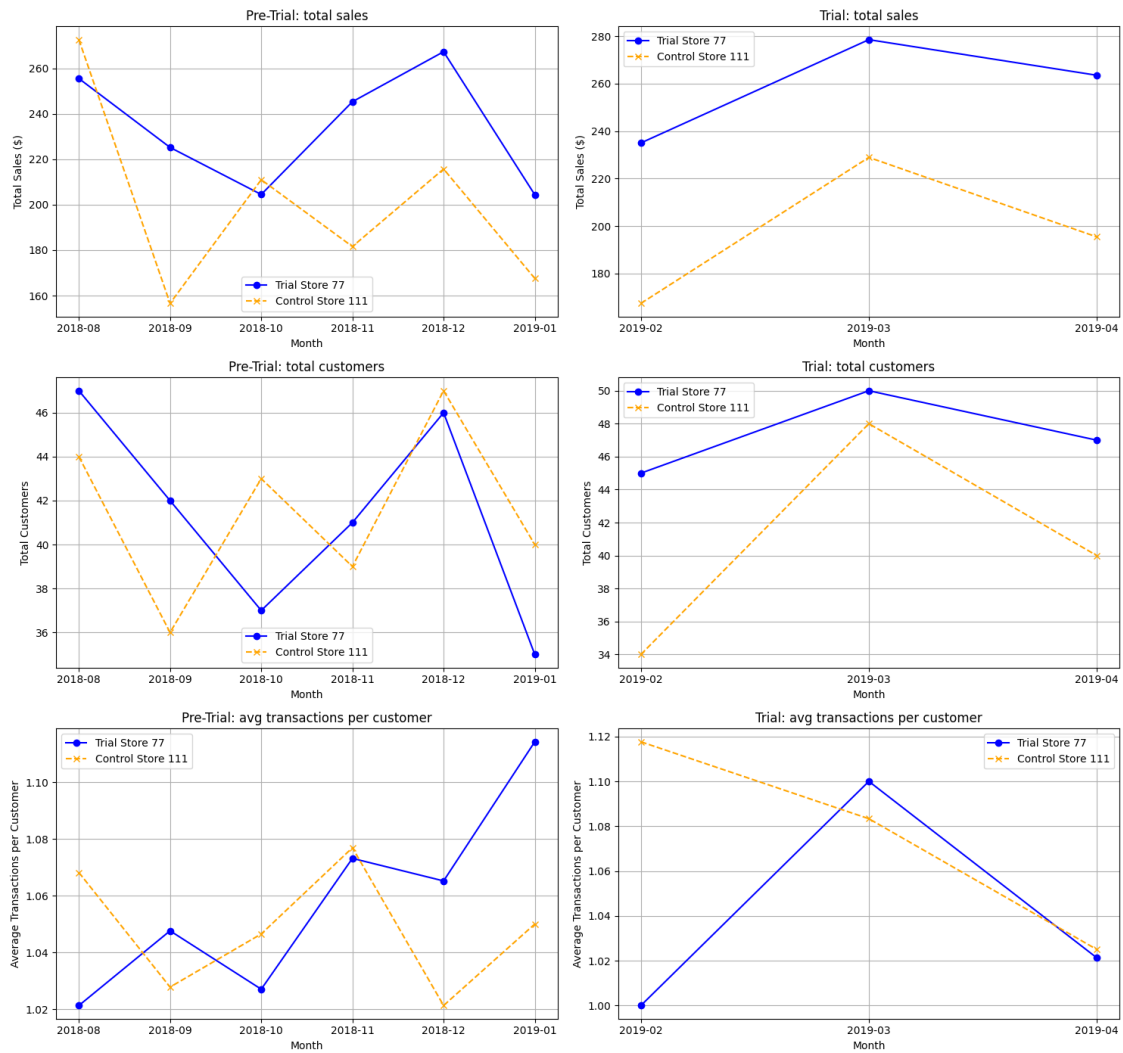 Pre-Trial: total sales
Total Sales ($)
260
240
220
200
180
160
Trial Store 77
Control Store 111
2018-08
2018-09
2018-10
2018-11
2018-12
2019-01
Month
Trial: total sales
Total Sales ($)
280
260
240
220
200
180
Trial Store 77
Control Store 111
2019-02
2019-03
2019-04
Month
Pre-Trial: total customers
Total Customers
46
44
42
40
38
36
Trial Store 77
Control Store 111
2018-08
2018-09
2018-10
2018-11
2018-12
2019-01
Month
Trial: total customers
Total Customers
50
48
46
44
42
40
38
36
34
Trial Store 77
Control Store 111
2019-02
2019-03
2019-04
Month
Pre-Trial: avg transactions per customer
Average Transactions per Customer
1.10
1.08
1.06
1.04
1.02
Trial Store 77
Control Store 111
2018-08
2018-09
2018-10
2018-11
2018-12
2019-01
Month
Trial: avg transactions per customer
Average Transactions per Customer
1.12
1.10
1.08
1.06
1.04
1.02
1.00
Trial Store 77
Control Store 111
2019-02
2019-03
2019-04
Month